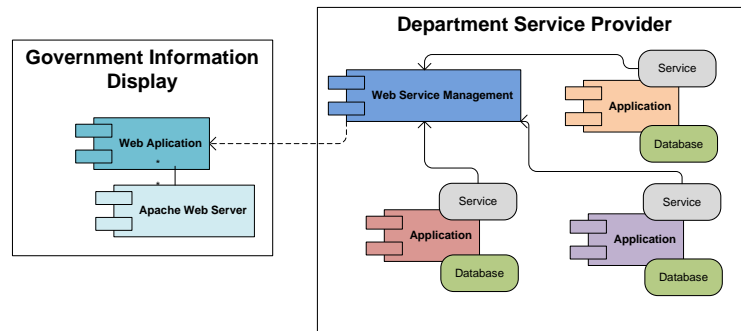 Government Information
Display
Web Aplication
*
*
Apache Web Server
Department Service Provider
Web Service Management
Service
Application
Database
Service
Application
Database
Service
Application
Database